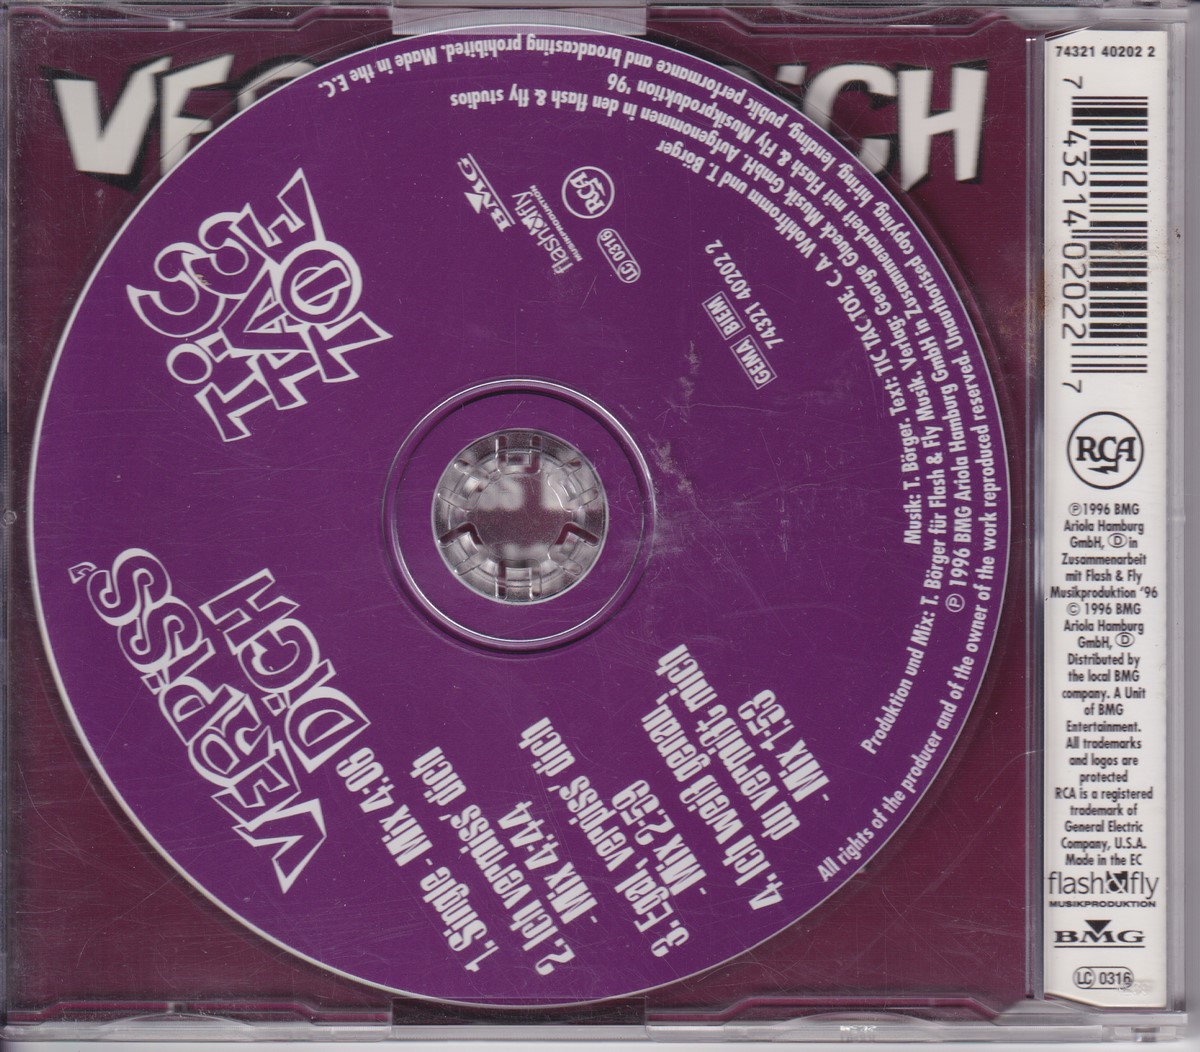 TiC
TAC
TOE
VERPiSS'
DiCH
1. Single - Mix 4:06
2. Ich vermiss' dich
- Mix 4:44
3. Egal, verpiss' dich
- Mix 2:59
4. Ich weiß genau,
du vermißt mich
- Mix 1:53
BMG
flash&fly
MUSIKPRODUKTION
RCA
LC 0316
GEMA BIEM
74321 40202 2
Musik: T. Börger. Text: TIC TAC TOE, C. A. Wohlfromm und T. Börger
Produktion und Mix: T. Börger für Flash & Fly Musik. Verlag: George Glueck Musik GmbH. Aufgenommen in den flash & fly studios
℗ 1996 BMG Ariola Hamburg GmbH in Zusammenarbeit mit Flash & Fly Musikproduktion '96
All rights of the producer and of the owner of the work reproduced reserved. Unauthorised copying, hiring, lending, public performance and broadcasting prohibited. Made in the E.C.
74321 40202 2
7 43214 02022 7
RCA
℗1996 BMG
Ariola Hamburg
GmbH, Ⓓ in
Zusammenarbeit
mit Flash & Fly
Musikproduktion '96
© 1996 BMG
Ariola Hamburg
GmbH, Ⓓ
Distributed by
the local BMG
company. A Unit
of BMG
Entertainment.
All trademarks
and logos are
protected
RCA is a registered
trademark of
General Electric
Company, U.S.A.
Made in the EC
flash&fly
MUSIKPRODUKTION
BMG
LC 0316